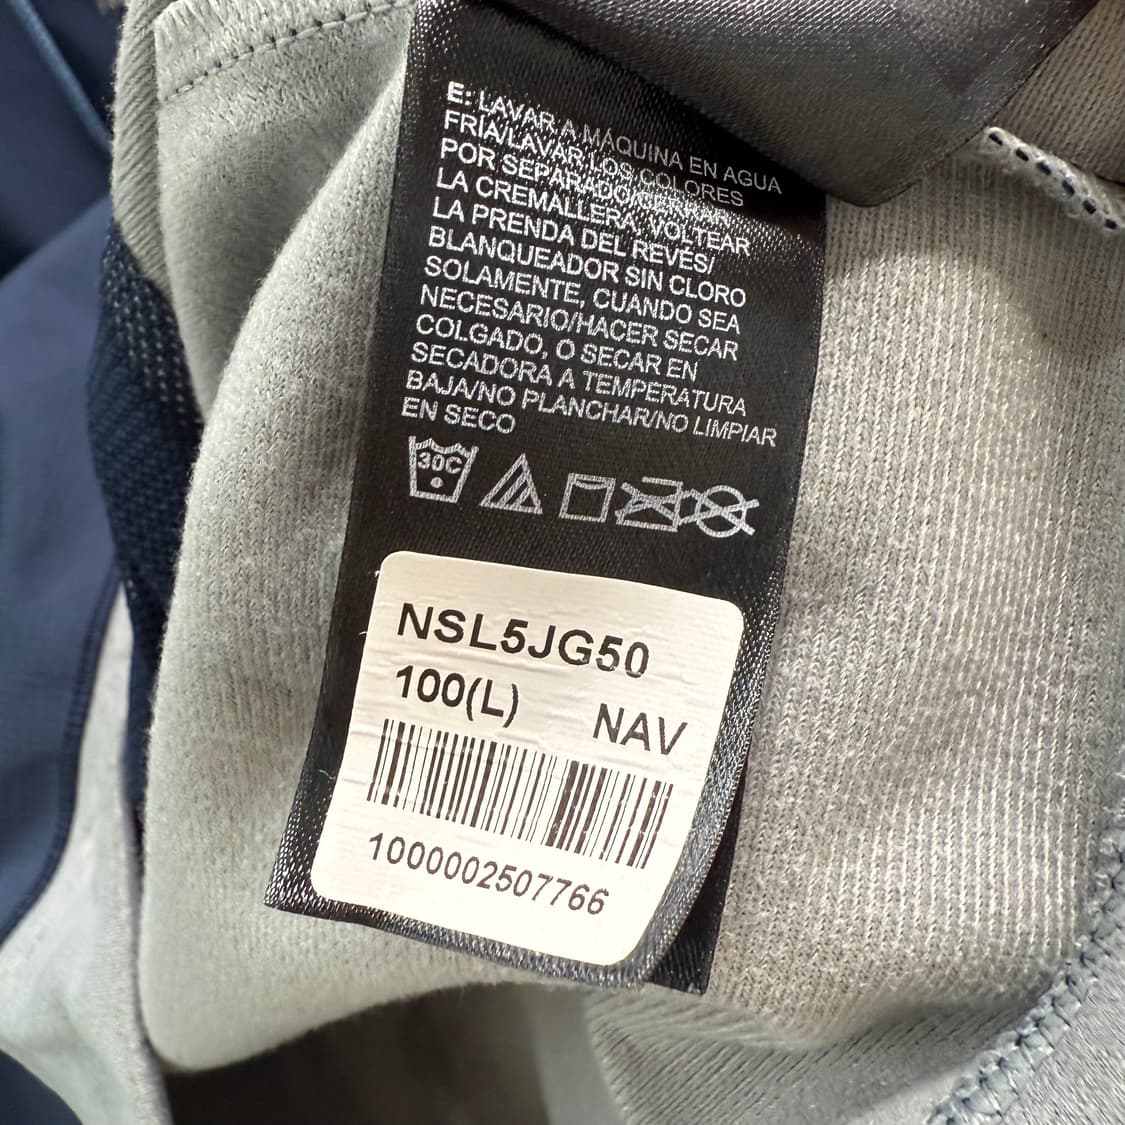 E: LAVAR A MÁQUINA EN AGUA
FRÍA/LAVAR LOS COLORES
POR SEPARADO/CERRAR
LA CREMALLERA, VOLTEAR
LA PRENDA DEL REVÉS/
BLANQUEADOR SIN CLORO
SOLAMENTE, CUANDO SEA
NECESARIO/HACER SECAR
COLGADO, O SECAR EN
SECADORA A TEMPERATURA
BAJA/NO PLANCHAR/NO LIMPIAR
EN SECO
30C
NSL5JG50
100(L) NAV
1000002507766